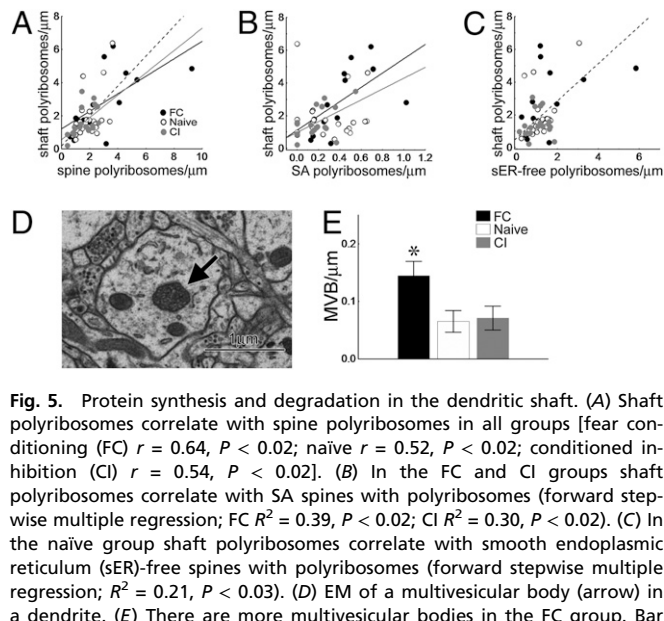 A
B
C
shaft polyribosomes/µm
8
6
4
2
0
0 2 4 6 8 10
spine polyribosomes/µm
FC
Naive
CI
shaft polyribosomes/µm
8
6
4
2
0
0.0 0.2 0.4 0.6 0.8 1.0 1.2
SA polyribosomes/µm
shaft polyribosomes/µm
8
6
4
2
0
0 2 4 6
sER-free polyribosomes/µm
D
1um
E
FC
Naive
CI
MVB/µm
0.2
0.1
0.0
*
Fig. 5. Protein synthesis and degradation in the dendritic shaft. (A) Shaft
polyribosomes correlate with spine polyribosomes in all groups [fear con-
ditioning (FC) r = 0.64, P < 0.02; naïve r = 0.52, P < 0.02; conditioned in-
hibition (CI) r = 0.54, P < 0.02]. (B) In the FC and CI groups shaft
polyribosomes correlate with SA spines with polyribosomes (forward step-
wise multiple regression; FC R² = 0.39, P < 0.02; CI R² = 0.30, P < 0.02). (C) In
the naïve group shaft polyribosomes correlate with smooth endoplasmic
reticulum (sER)-free spines with polyribosomes (forward stepwise multiple
regression; R² = 0.21, P < 0.03). (D) EM of a multivesicular body (arrow) in
a dendrite. (E) There are more multivesicular bodies in the FC group. Bar